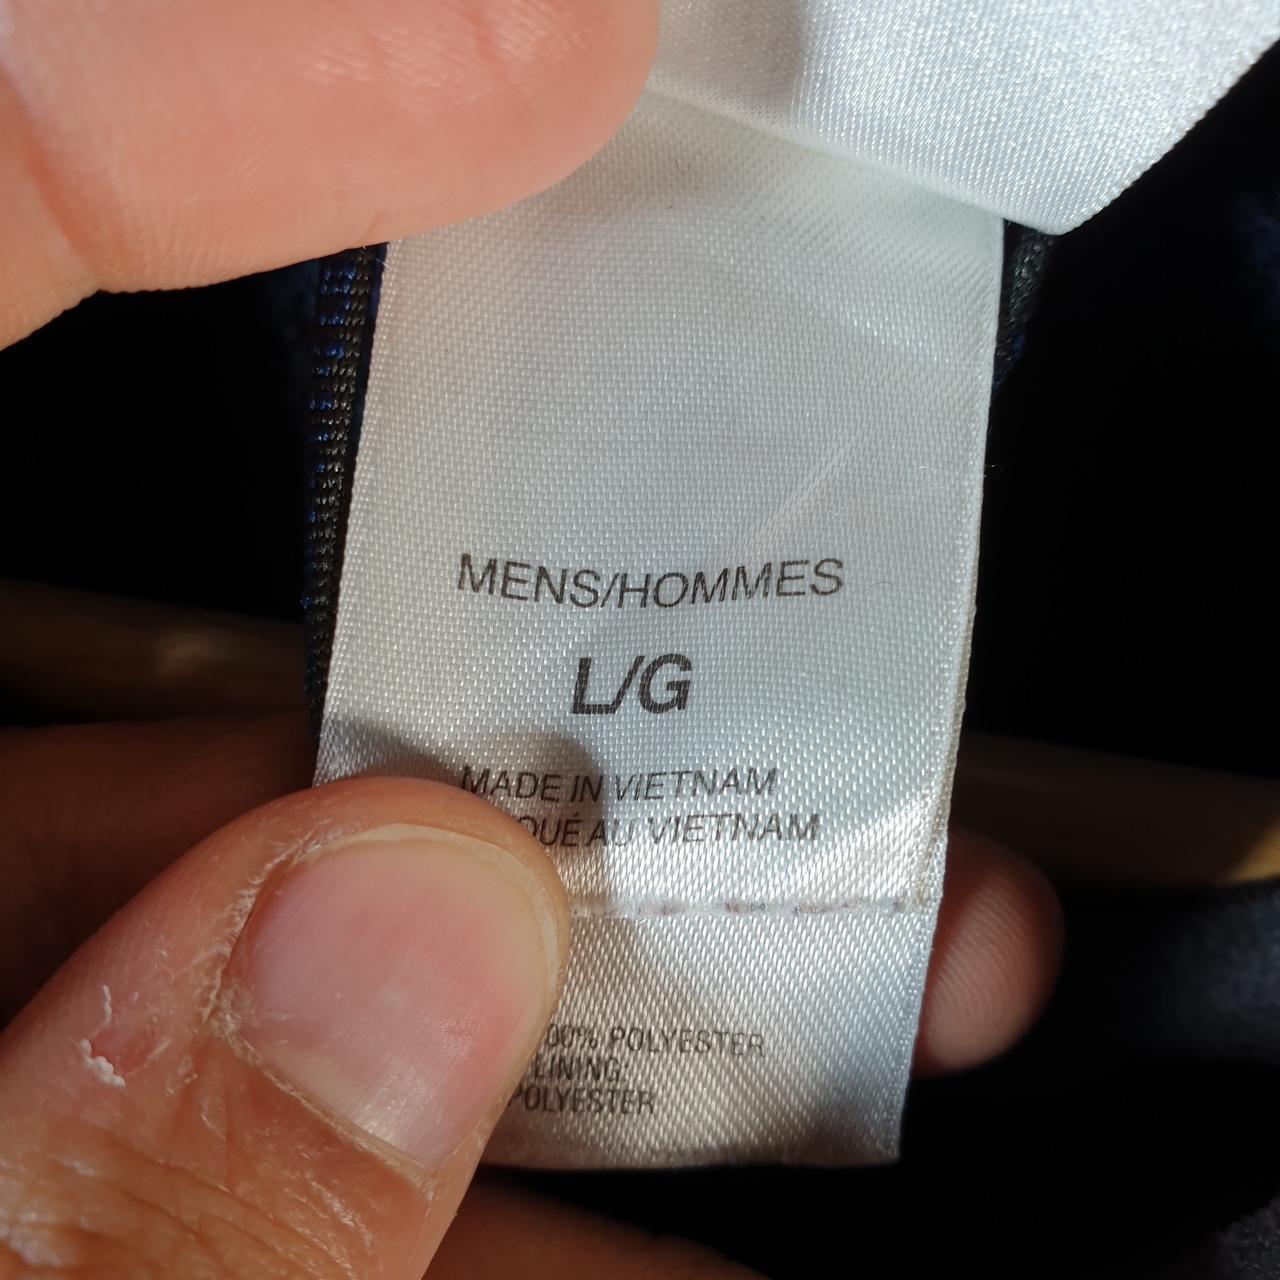 MENS/HOMMES
L/G
MADE IN VIETNAM
QUÉ AU VIETNAM
00% POLYESTER
LINING
POLYESTER